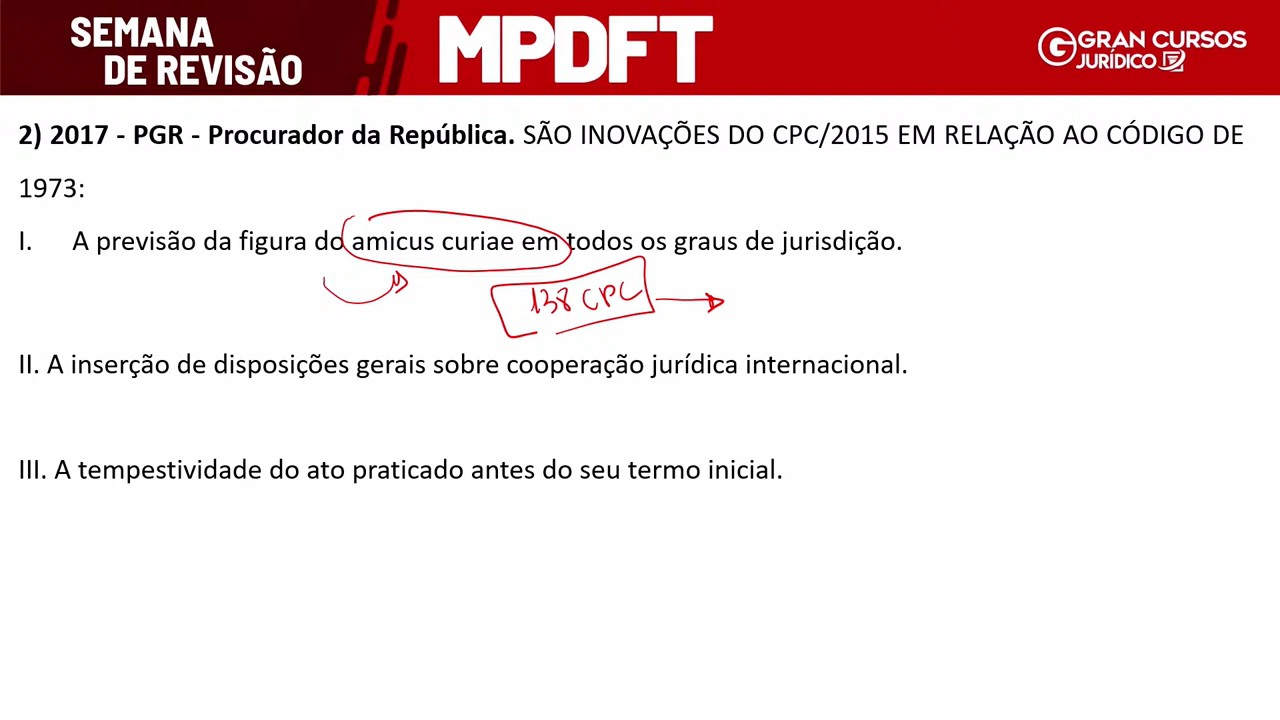 SEMANA
DE REVISÃO
MPDFT
GRAN CURSOS
JURÍDICO
2) 2017 - PGR - Procurador da República. SÃO INOVAÇÕES DO CPC/2015 EM RELAÇÃO AO CÓDIGO DE
1973:
I. A previsão da figura do amicus curiae em todos os graus de jurisdição.
138 CPC
II. A inserção de disposições gerais sobre cooperação jurídica internacional.
III. A tempestividade do ato praticado antes do seu termo inicial.